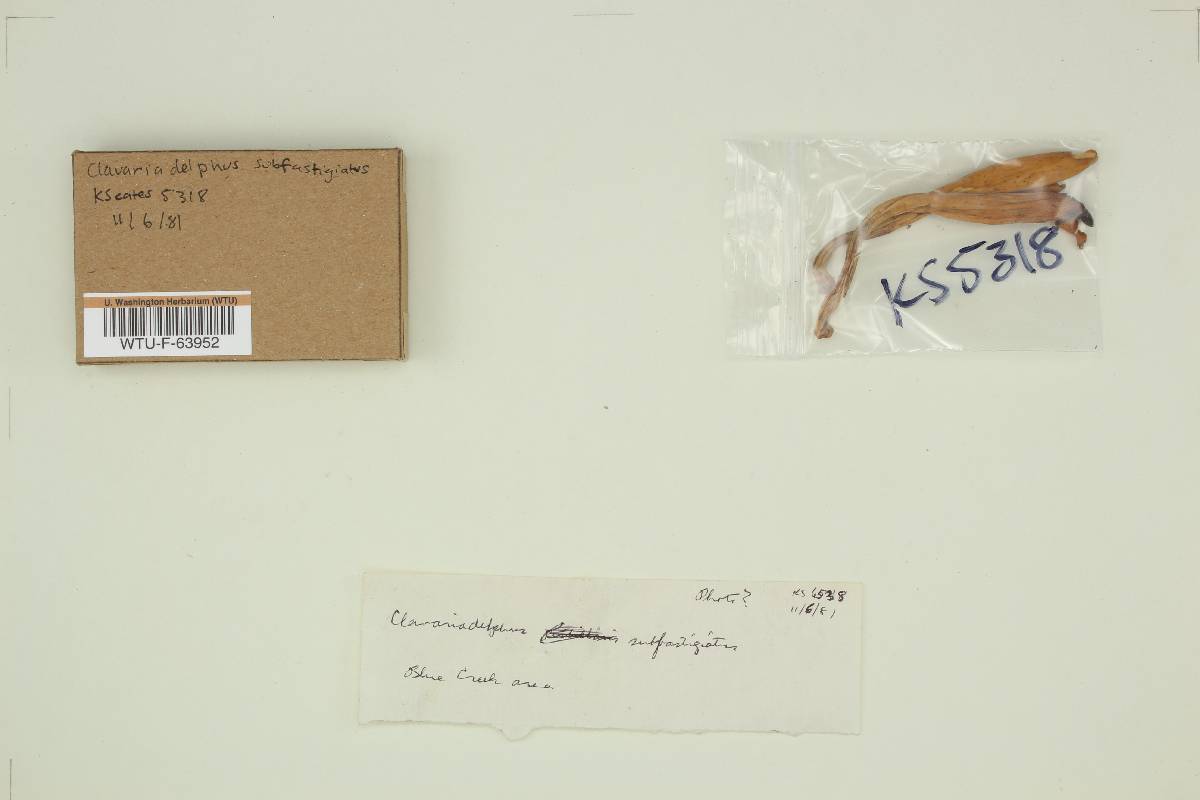 Clavariadelphus subfastigiatus
KScates 5318
11/6/81
U. Washington Herbarium (WTU)
WTU-F-63952
KS5318
Photo?
KS 5318
11/6/81
Clavariadelphus subfastigiatus
Blue Creek area